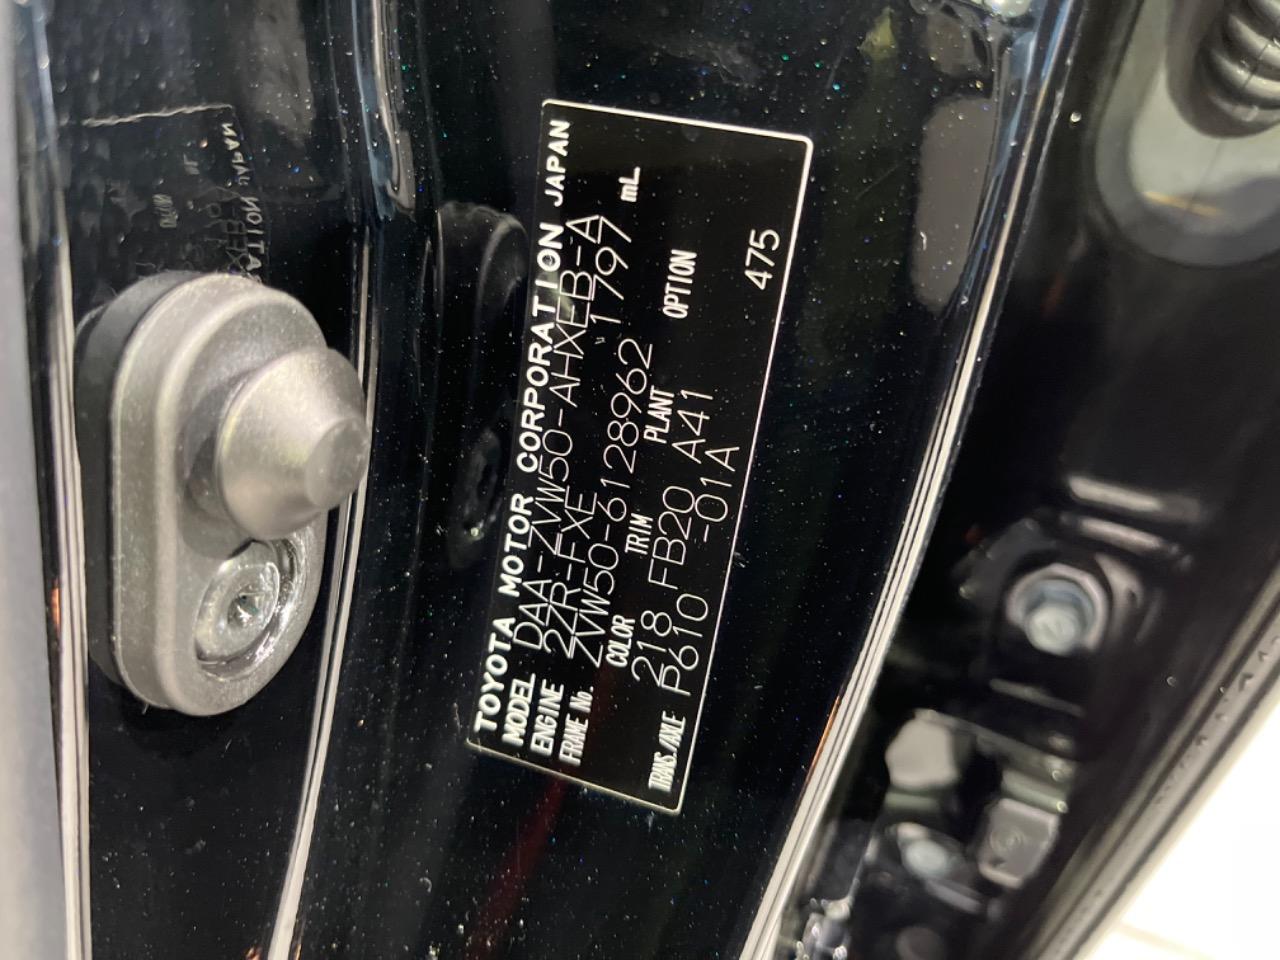 TOYOTA MOTOR CORPORATION JAPAN
MODEL DAA-ZVW50-AHXEB-A
ENGINE 2ZR-FXE 1797 mL
FRAME No. ZVW50-6128962
COLOR TRIM PLANT OPTION
218 FB20 A41
TRANS./AXLE P610 -01A 475